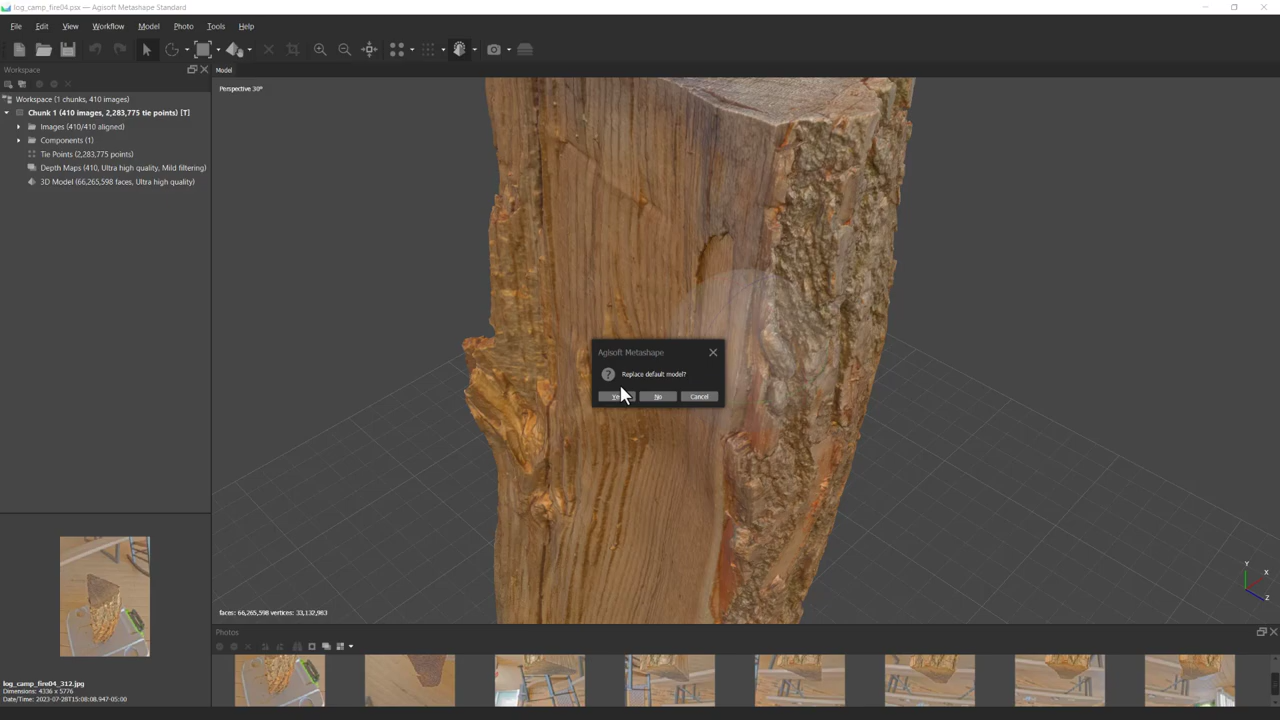 log_camp_fire04.psx — Agisoft Metashape Standard
File Edit View Workflow Model Photo Tools Help
Workspace
Model
Perspective 30°
Workspace (1 chunks, 410 images)
Chunk 1 (410 images, 2,283,775 tie points) [T]
Images (410/410 aligned)
Components (1)
Tie Points (2,283,775 points)
Depth Maps (410, Ultra high quality, Mild filtering)
3D Model (66,265,598 faces, Ultra high quality)
Agisoft Metashape
Replace default model?
No Cancel
Y
X
Z
faces: 66,265,598 vertices: 33,132,983
Photos
log_camp_fire04_312.jpg
Dimensions: 4336 x 5776
Date/Time: 2023-07-28T15:08:08.947-05:00